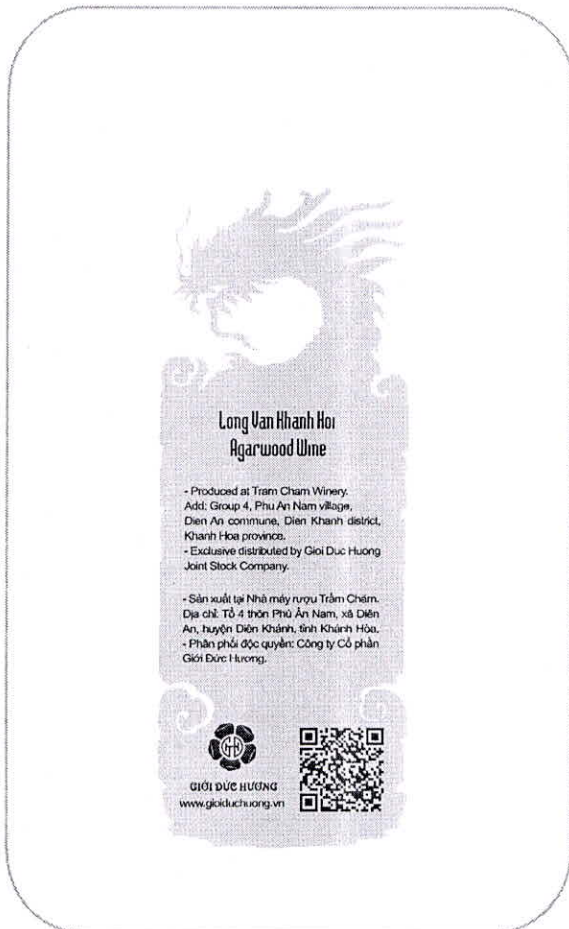 Long Van Khanh Hoi
Agarwood Wine
- Produced at Tram Cham Winery.
Add: Group 4, Phu An Nam village,
Dien An commune, Dien Khanh district,
Khanh Hoa province.
- Exclusive distributed by Gioi Duc Huong
Joint Stock Company.
- Sản xuất tại Nhà máy rượu Trầm Chám.
Địa chỉ: Tổ 4 thôn Phú Ân Nam, xã Diên
An, huyện Diên Khánh, tỉnh Khánh Hòa.
- Phân phối độc quyền: Công ty Cổ phần
Giới Đức Hương.
GIỚI ĐỨC HƯƠNG
www.gioiduchuong.vn